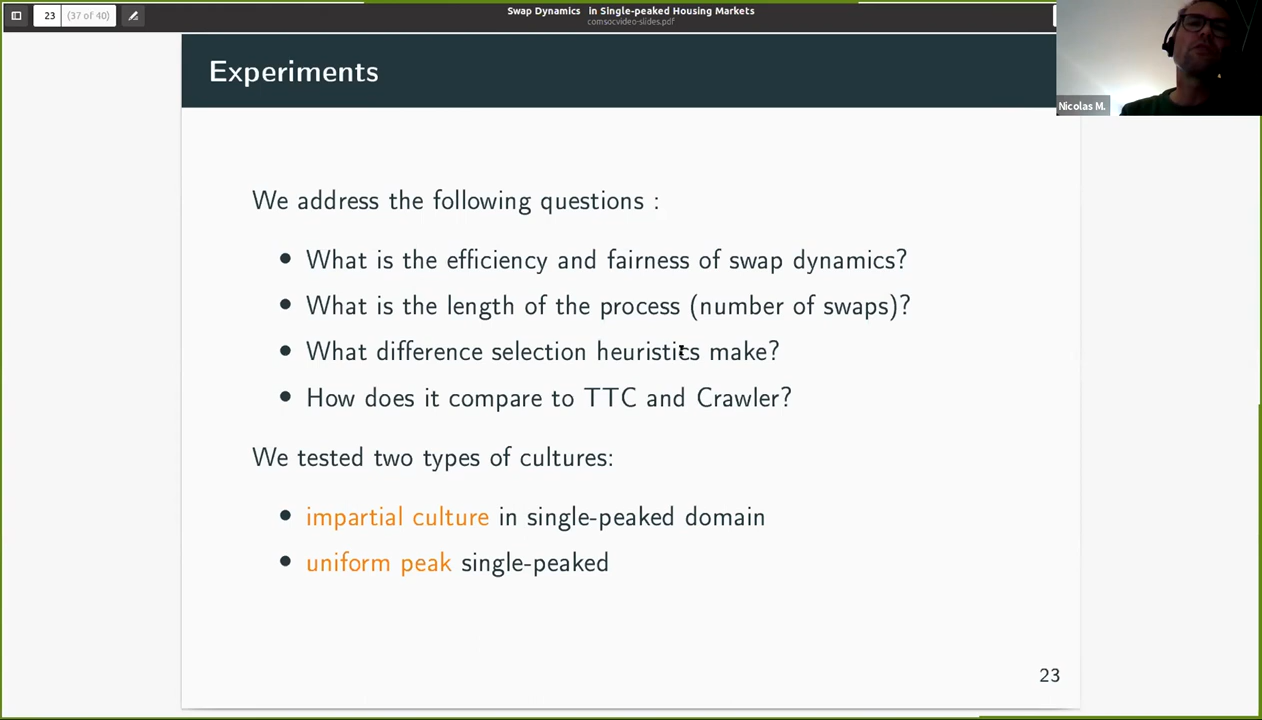 23 (37 of 40)
Swap Dynamics in Single-peaked Housing Markets
comsocvideo-slides.pdf
Nicolas M.
Experiments
We address the following questions :
• What is the efficiency and fairness of swap dynamics?
• What is the length of the process (number of swaps)?
• What difference selection heuristics make?
• How does it compare to TTC and Crawler?
We tested two types of cultures:
• impartial culture in single-peaked domain
• uniform peak single-peaked
23